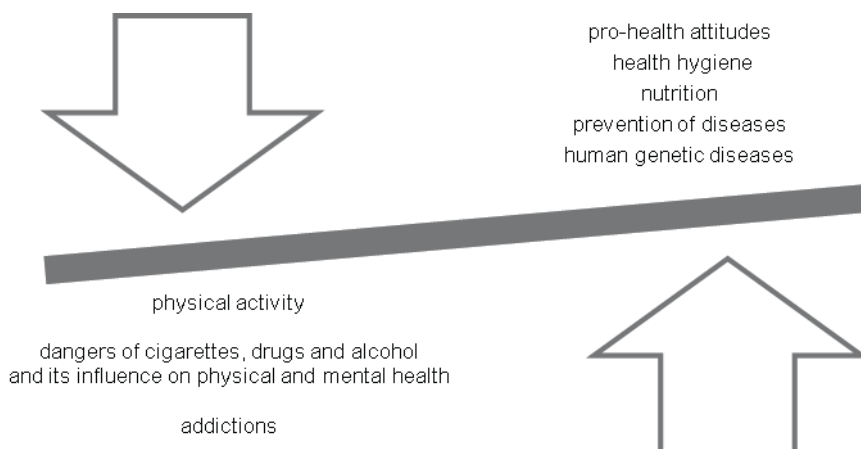 pro-health attitudes
health hygiene
nutrition
prevention of diseases
human genetic diseases
physical activity
dangers of cigarettes, drugs and alcohol
and its influence on physical and mental health
addictions